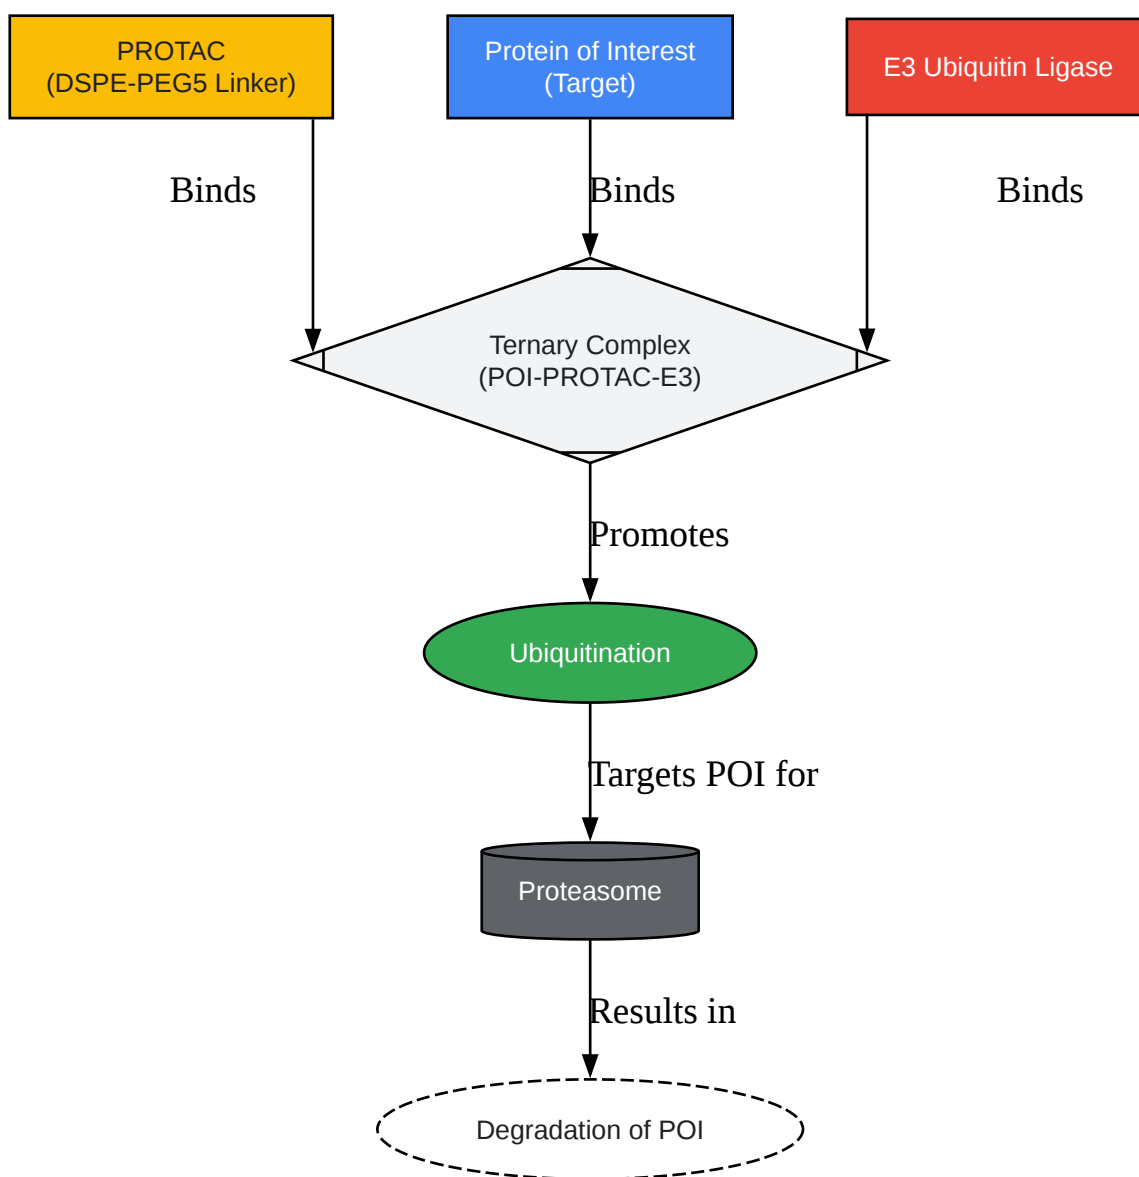 PROTAC
(DSPE-PEG5 Linker)
Protein of Interest
(Target)
E3 Ubiquitin Ligase
Binds
Binds
Binds
Ternary Complex
(POI-PROTAC-E3)
Promotes
Ubiquitination
Targets POI for
Proteasome
Results in
Degradation of POI